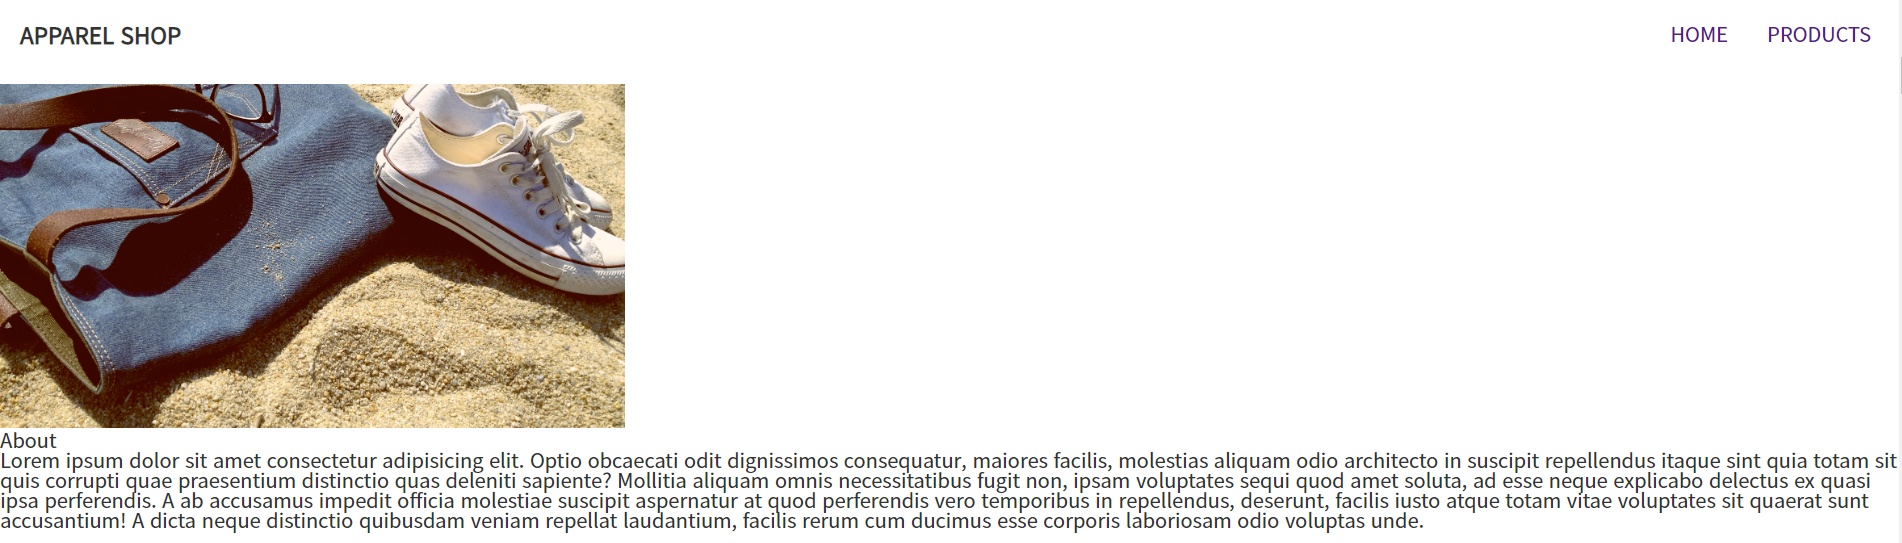 APPAREL SHOP
HOME PRODUCTS
About
Lorem ipsum dolor sit amet consectetur adipisicing elit. Optio obcaecati odit dignissimos consequatur, maiores facilis, molestias aliquam odio architecto in suscipit repellendus itaque sint quia totam sit
quis corrupti quae praesentium distinctio quas deleniti sapiente? Mollitia aliquam omnis necessitatibus fugit non, ipsam voluptates sequi quod amet soluta, ad esse neque explicabo delectus ex quasi
ipsa perferendis. A ab accusamus impedit officia molestiae suscipit aspernatur at quod perferendis vero temporibus in repellendus, deserunt, facilis iusto atque totam vitae voluptates sit quaerat sunt
accusantium! A dicta neque distinctio quibusdam veniam repellat laudantium, facilis rerum cum ducimus esse corporis laboriosam odio voluptas unde.